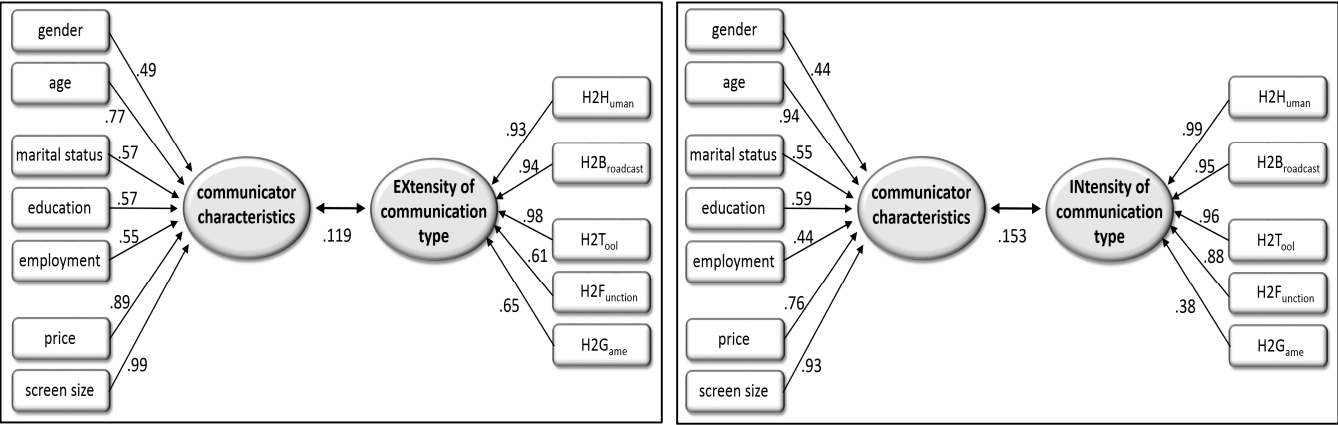 gender
.49
age
.77
marital status
.57
education
.57
employment
.55
price
.89
screen size
.99
communicator
characteristics
.119
EXtensity of
communication
type
.93
H2Human
.94
H2Broadcast
.98
H2Tool
.61
H2Function
.65
H2Game
gender
.44
age
.94
marital status
.55
education
.59
employment
.44
price
.76
screen size
.93
communicator
characteristics
.153
INtensity of
communication
type
.99
H2Human
.95
H2Broadcast
.96
H2Tool
.88
H2Function
.38
H2Game